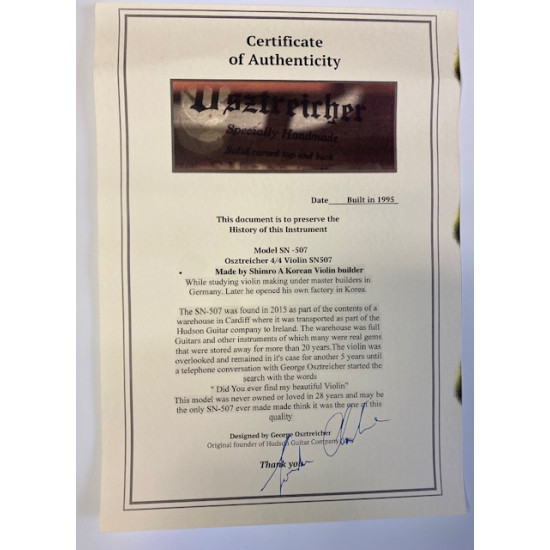 Certificate
of Authenticity
Osztreicher
Specially Handmade
Solid carved top and back
Date Built in 1995
This document is to preserve the
History of this Instrument
Model SN -507
Osztreicher 4/4 Violin SN507
• Made by Shimro A Korean Violin builder
While studying violin making under master builders in
Germany. Later he opened his own factory in Korea.
The SN-507 was found in 2015 as part of the contents of a
warehouse in Cardiff where it was transported as part of the
Hudson Guitar company to Ireland. The warehouse was full
Guitars and other instruments of which many were real gems
that were stored away for more than 20 years.The violin was
overlooked and remained in it's case for another 5 years until
a telephone conversation with George Osztreicher started the
search with the words
" Did You ever find my beautiful Violin"
This model was never owned or loved in 28 years and may be
the only SN-507 ever made made think it was the one of this
quality
Designed by George Osztreicher
Original founder of Hudson Guitar Company
Thank you